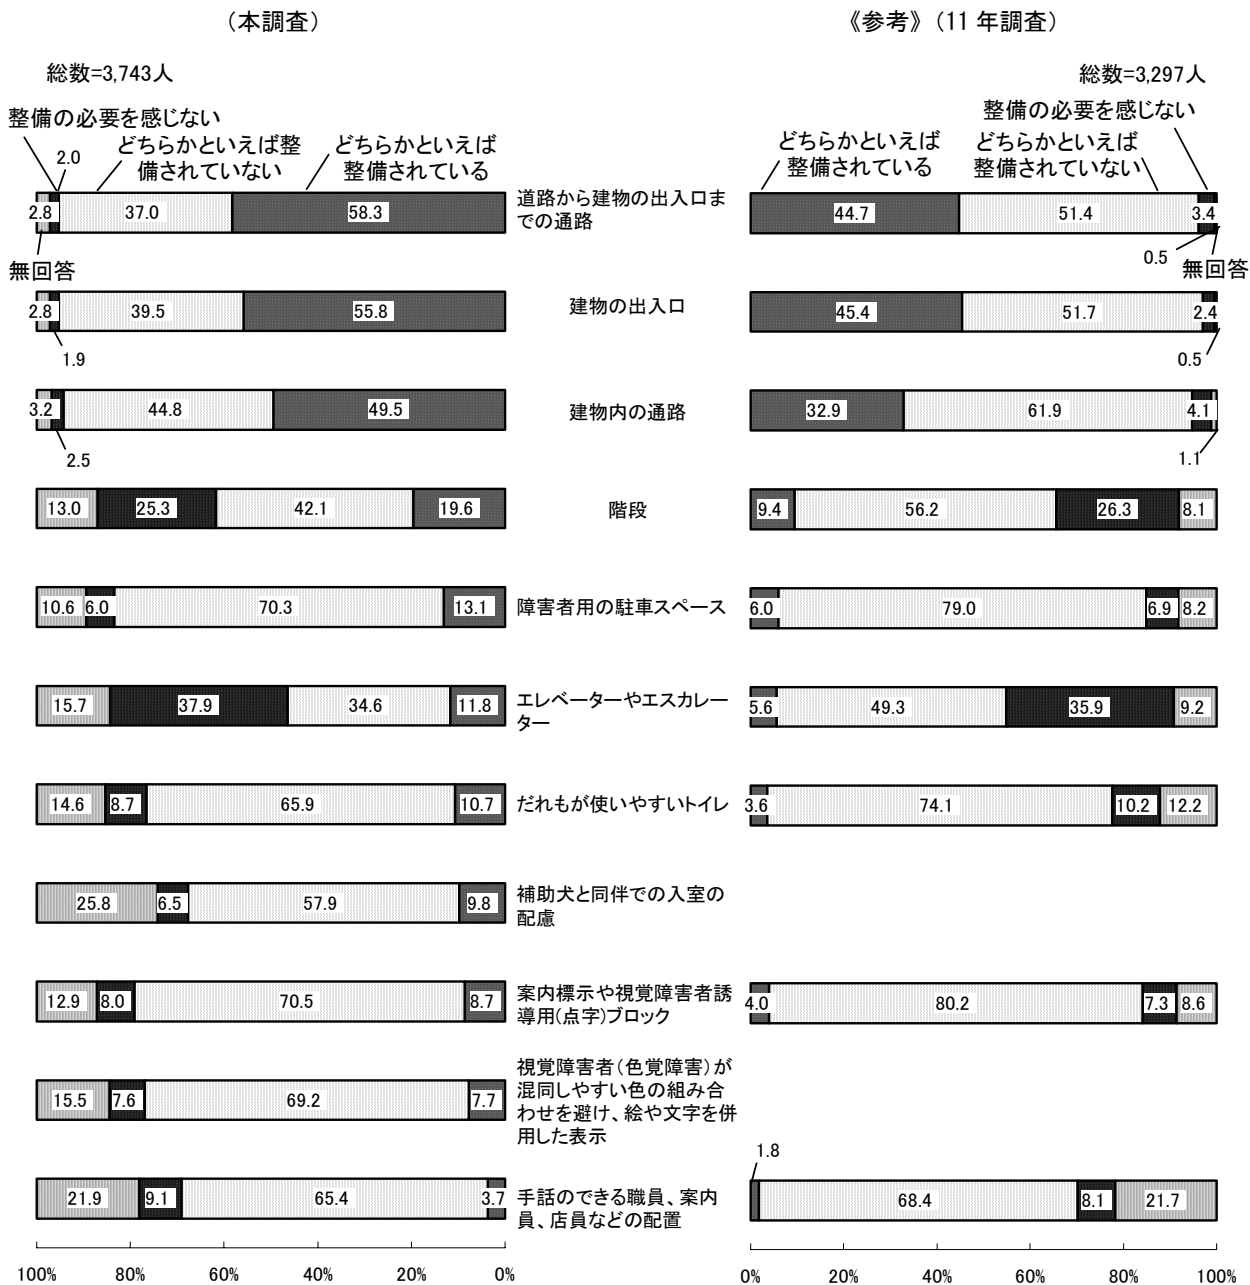 (本調査)
《参考》(11 年調査)
総数=3,743人
総数=3,297人
整備の必要を感じない
2.0
どちらかといえば整
備されていない
どちらかといえば
整備されている
どちらかといえば
整備されている
どちらかといえば
整備されていない
整備の必要を感じない
2.8
37.0
58.3
道路から建物の出入口ま
での通路
44.7
51.4
3.4
0.5
無回答
無回答
2.8
39.5
55.8
1.9
建物の出入口
45.4
51.7
2.4
0.5
3.2
44.8
49.5
2.5
建物内の通路
32.9
61.9
4.1
1.1
13.0
25.3
42.1
19.6
階段
9.4
56.2
26.3
8.1
10.6
6.0
70.3
13.1
障害者用の駐車スペース
6.0
79.0
6.9
8.2
15.7
37.9
34.6
11.8
エレベーターやエスカレー
ター
5.6
49.3
35.9
9.2
14.6
8.7
65.9
10.7
だれもが使いやすいトイレ
3.6
74.1
10.2
12.2
25.8
6.5
57.9
9.8
補助犬と同伴での入室の
配慮
12.9
8.0
70.5
8.7
案内標示や視覚障害者誘
導用(点字)ブロック
4.0
80.2
7.3
8.6
15.5
7.6
69.2
7.7
視覚障害者(色覚障害)が
混同しやすい色の組み合
わせを避け、絵や文字を併
用した表示
21.9
9.1
65.4
3.7
手話のできる職員、案内
員、店員などの配置
1.8
68.4
8.1
21.7
100% 80% 60% 40% 20% 0%
0% 20% 40% 60% 80% 100%